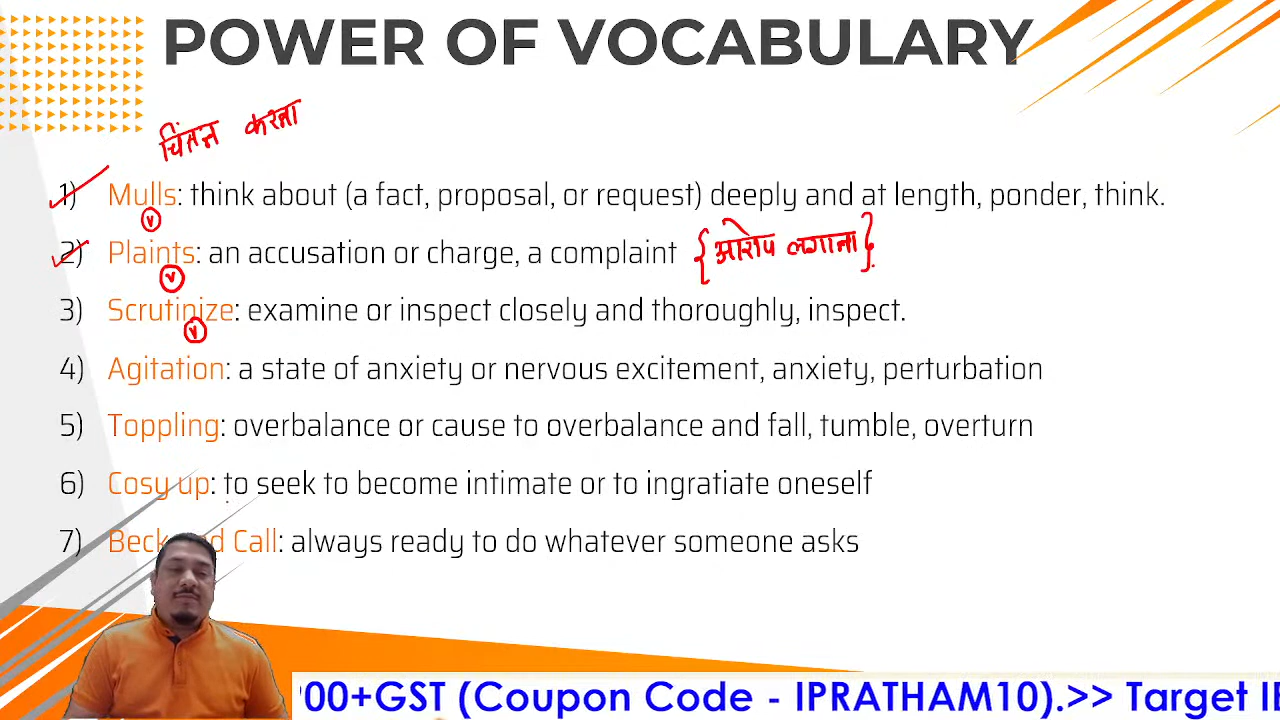 POWER OF VOCABULARY
चिंतन करना
1) Mulls: think about (a fact, proposal, or request) deeply and at length, ponder, think.
v
2) Plaints: an accusation or charge, a complaint {आरोप लगाना}
v
3) Scrutinize: examine or inspect closely and thoroughly, inspect.
v
4) Agitation: a state of anxiety or nervous excitement, anxiety, perturbation
5) Toppling: overbalance or cause to overbalance and fall, tumble, overturn
6) Cosy up: to seek to become intimate or to ingratiate oneself
7) Beck and Call: always ready to do whatever someone asks
00+GST (Coupon Code - IPRATHAM10).>> Target